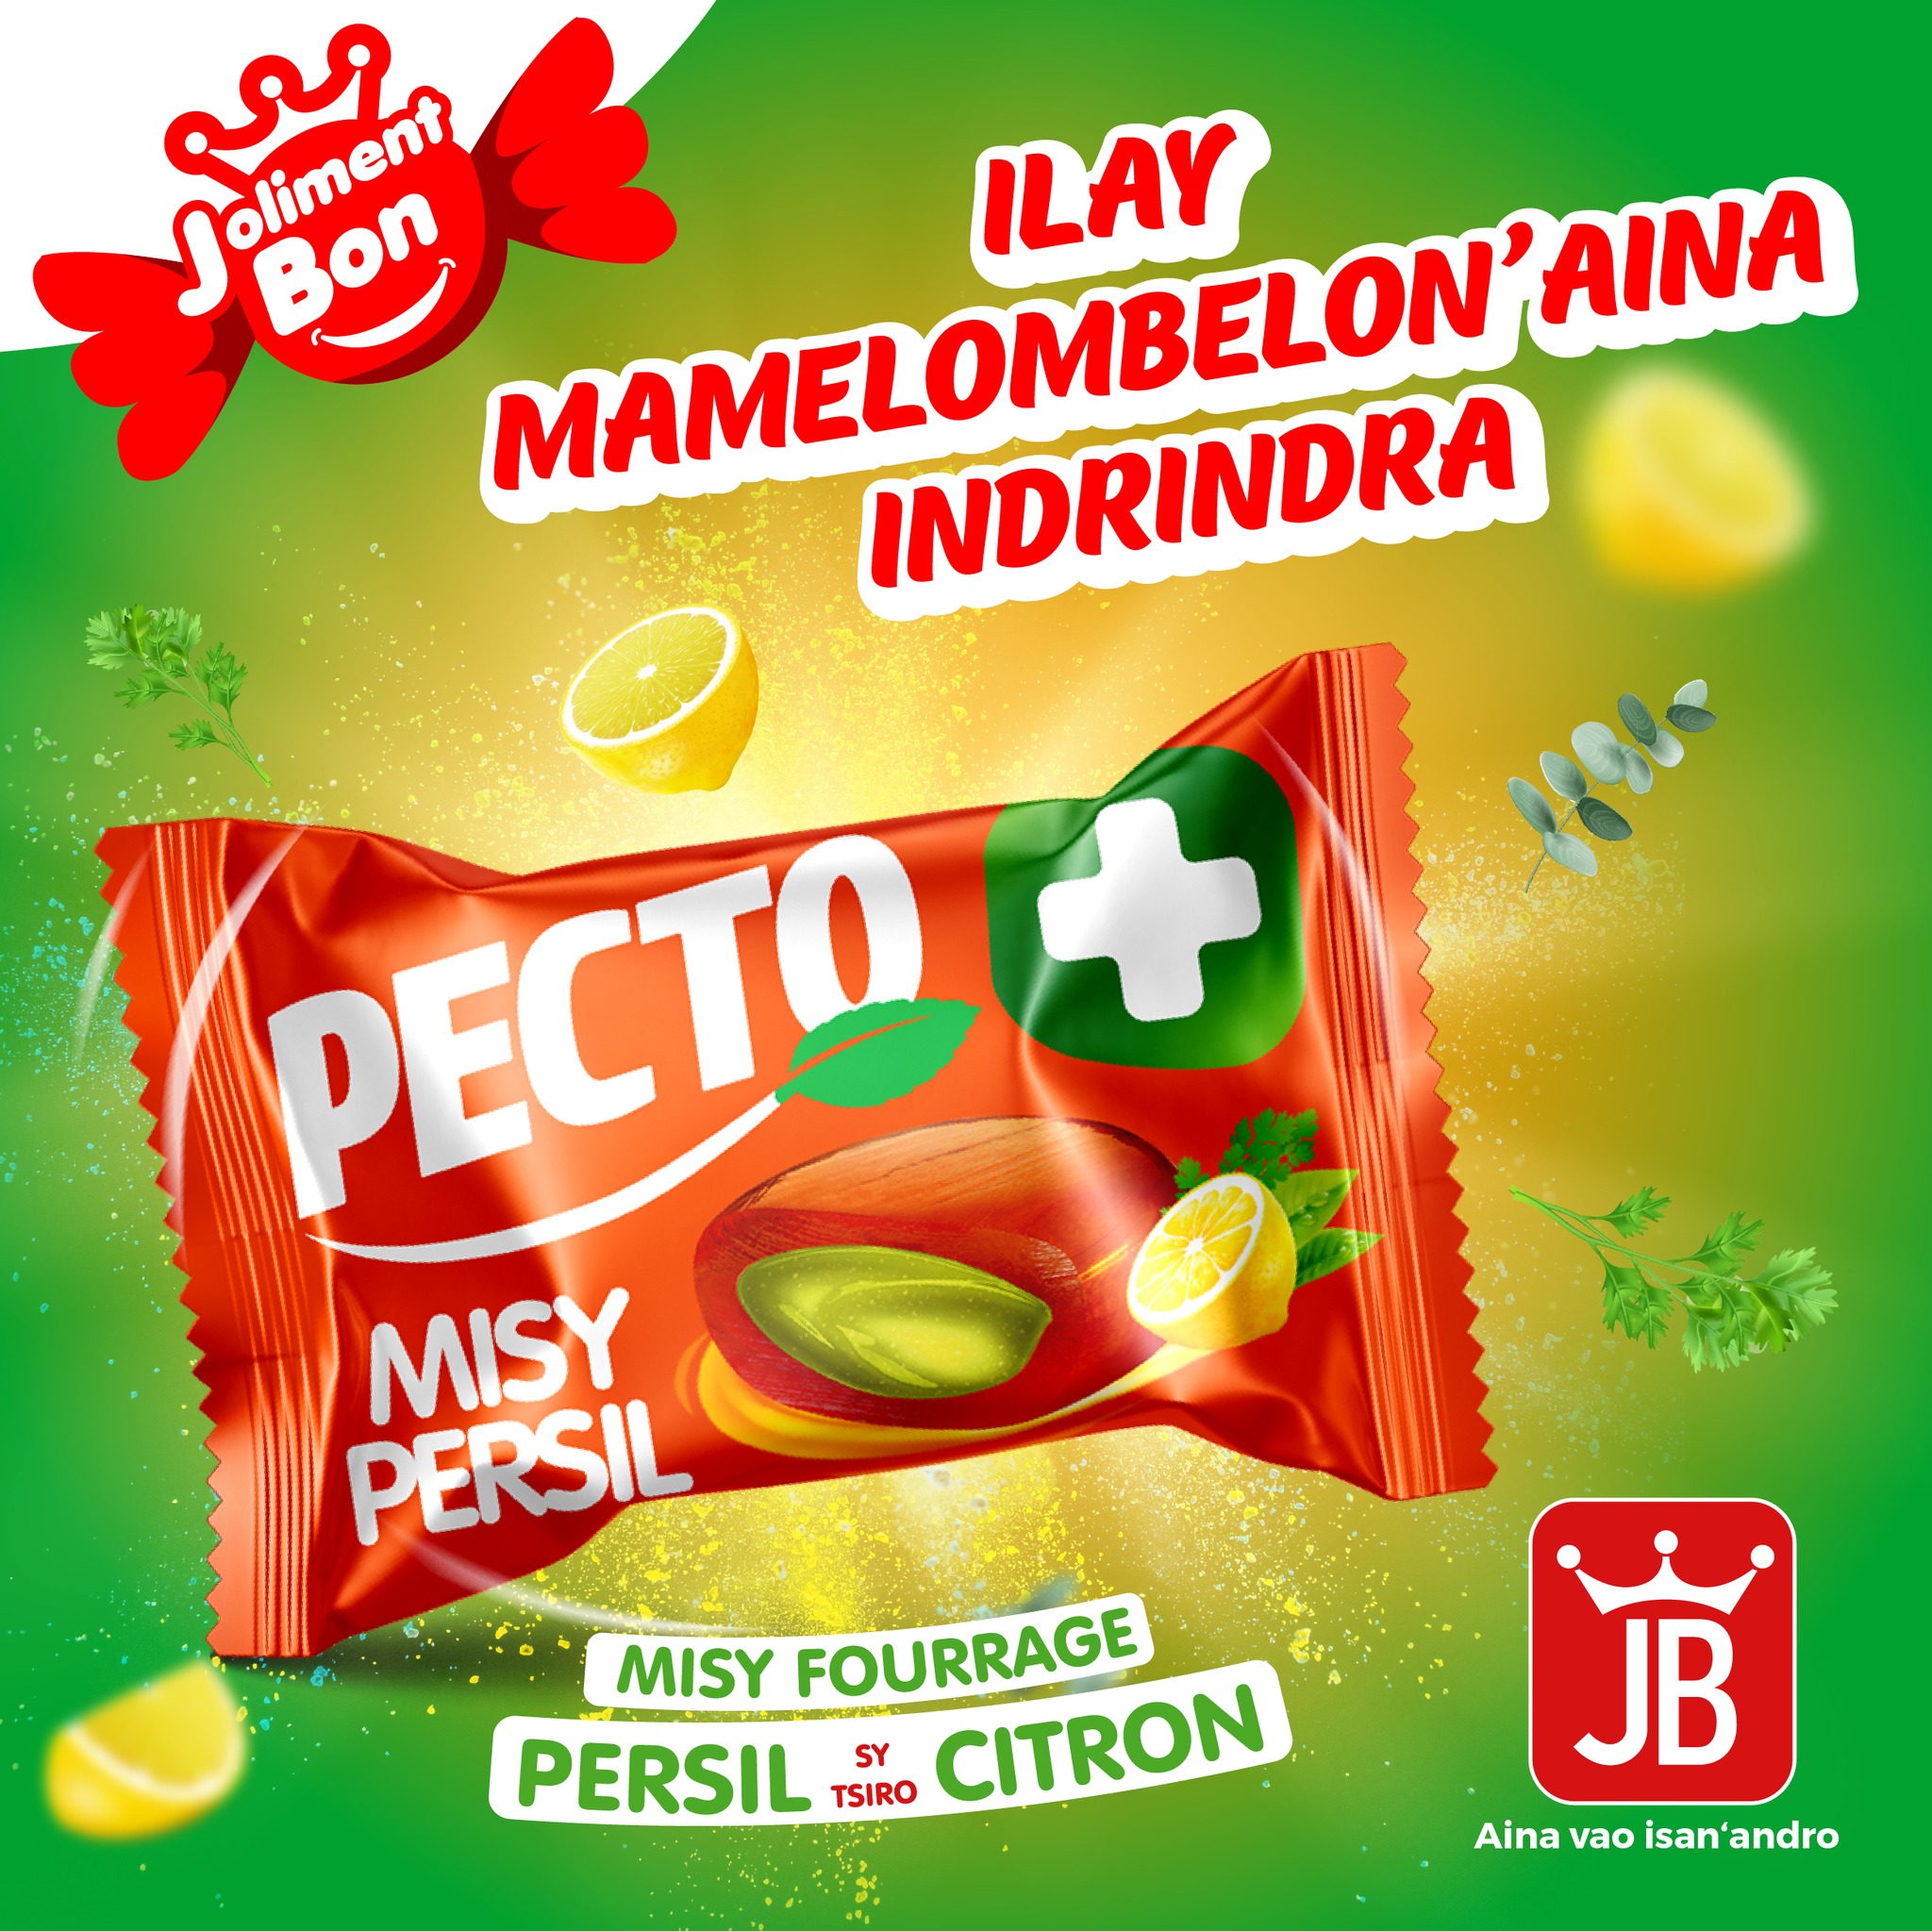 Joliment
Bon
ILAY
MAMELOMBELON’AINA
INDRINDRA
PECTO
MISY
PERSIL
MISY FOURRAGE
PERSIL SY TSIRO CITRON
JB
Aina vao isan‘andro